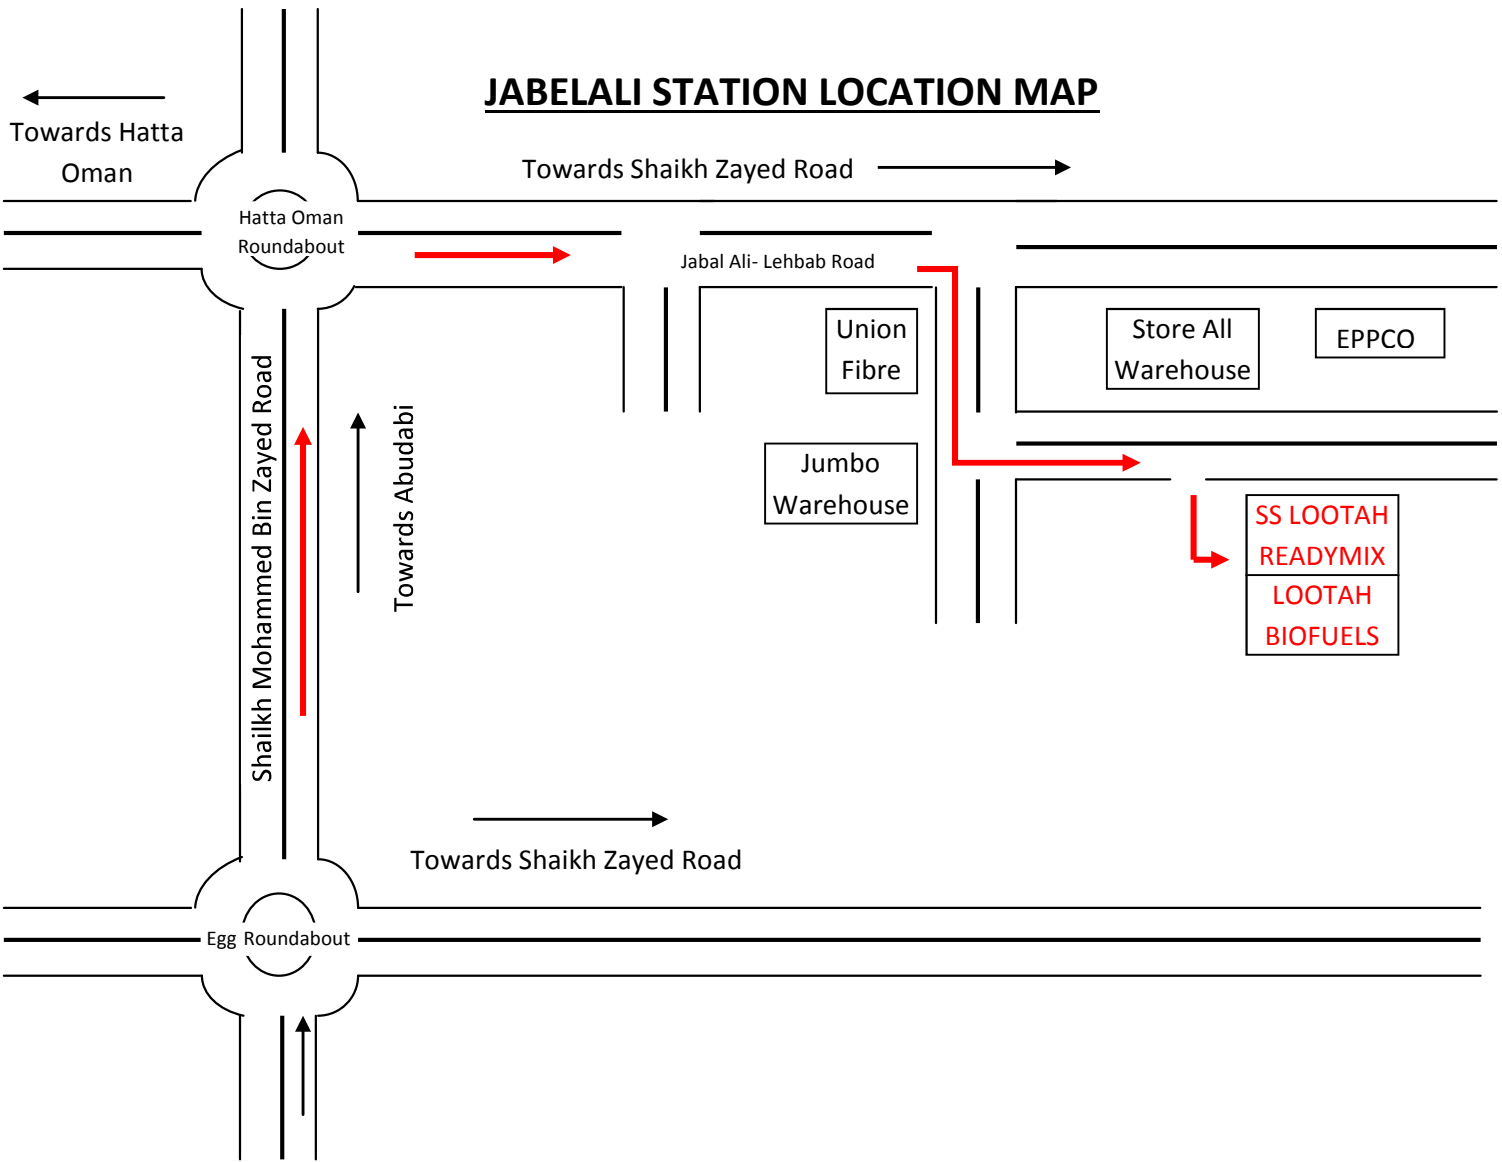 JABELALI STATION LOCATION MAP
Towards Hatta
Oman
Towards Shaikh Zayed Road
Hatta Oman
Roundabout
Jabal Ali- Lehbab Road
Union
Fibre
Store All
Warehouse
EPPCO
Shailkh Mohammed Bin Zayed Road
Towards Abudabi
Jumbo
Warehouse
SS LOOTAH
READYMIX
LOOTAH
BIOFUELS
Towards Shaikh Zayed Road
Egg Roundabout